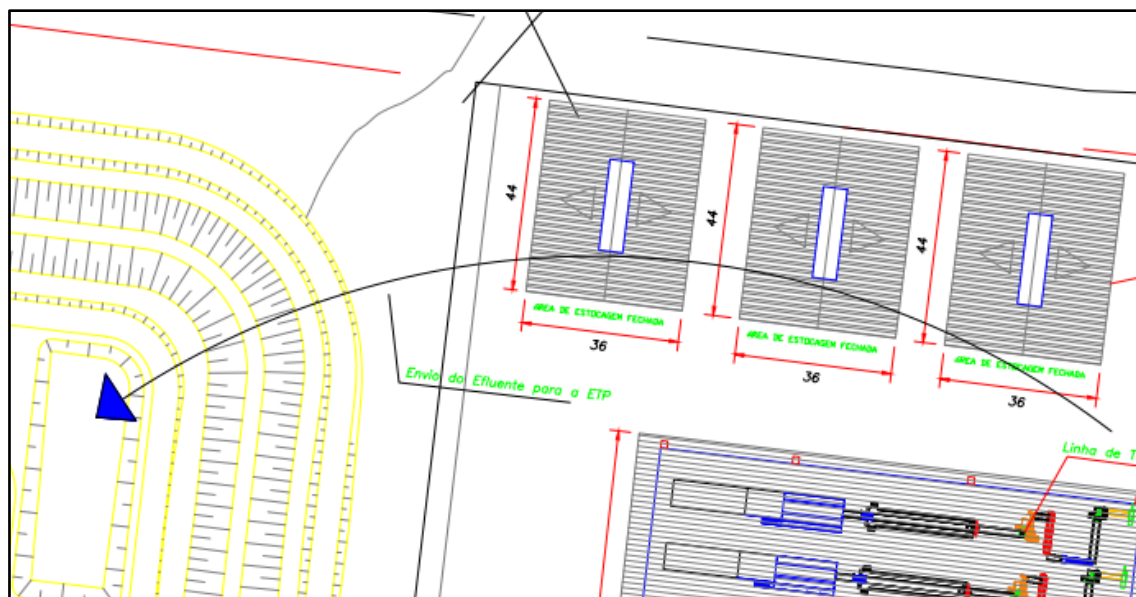 44
44
44
ÁREA DE ESTOCAGEM FECHADA
36
ÁREA DE ESTOCAGEM FECHADA
36
ÁREA DE ESTOCAGEM FECHADA
36
Envio do Efluente para a ETP
Linha de T